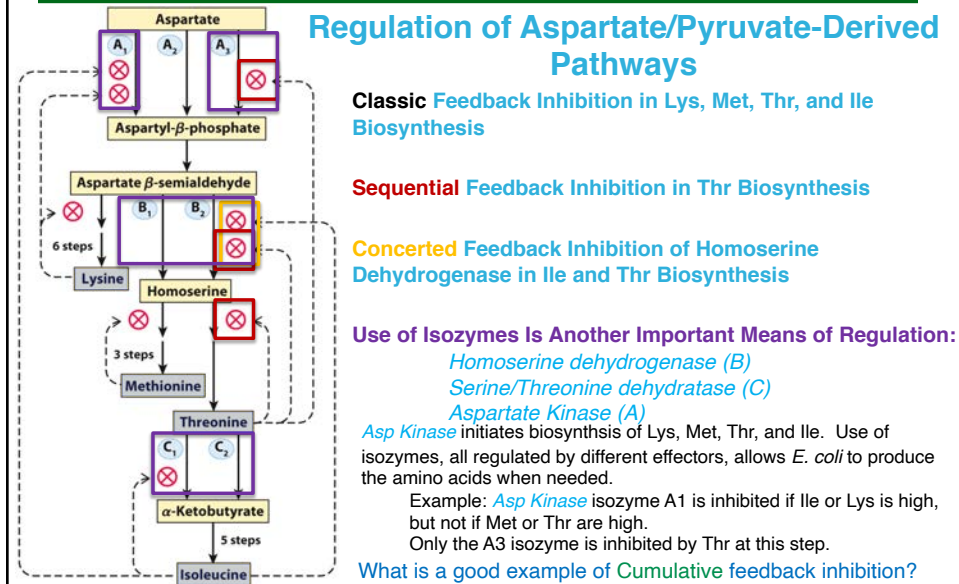 Regulation of Aspartate/Pyruvate-Derived
Pathways
Aspartate
A1
A2
A3
Aspartyl-β-phosphate
Aspartate β-semialdehyde
B1
B2
6 steps
Lysine
Homoserine
3 steps
Methionine
Threonine
C1
C2
α-Ketobutyrate
5 steps
Isoleucine
Classic Feedback Inhibition in Lys, Met, Thr, and Ile
Biosynthesis
Sequential Feedback Inhibition in Thr Biosynthesis
Concerted Feedback Inhibition of Homoserine
Dehydrogenase in Ile and Thr Biosynthesis
Use of Isozymes Is Another Important Means of Regulation:
Homoserine dehydrogenase (B)
Serine/Threonine dehydratase (C)
Aspartate Kinase (A)
Asp Kinase initiates biosynthsis of Lys, Met, Thr, and Ile. Use of
isozymes, all regulated by different effectors, allows E. coli to produce
the amino acids when needed.
Example: Asp Kinase isozyme A1 is inhibited if Ile or Lys is high,
but not if Met or Thr are high.
Only the A3 isozyme is inhibited by Thr at this step.
What is a good example of Cumulative feedback inhibition?